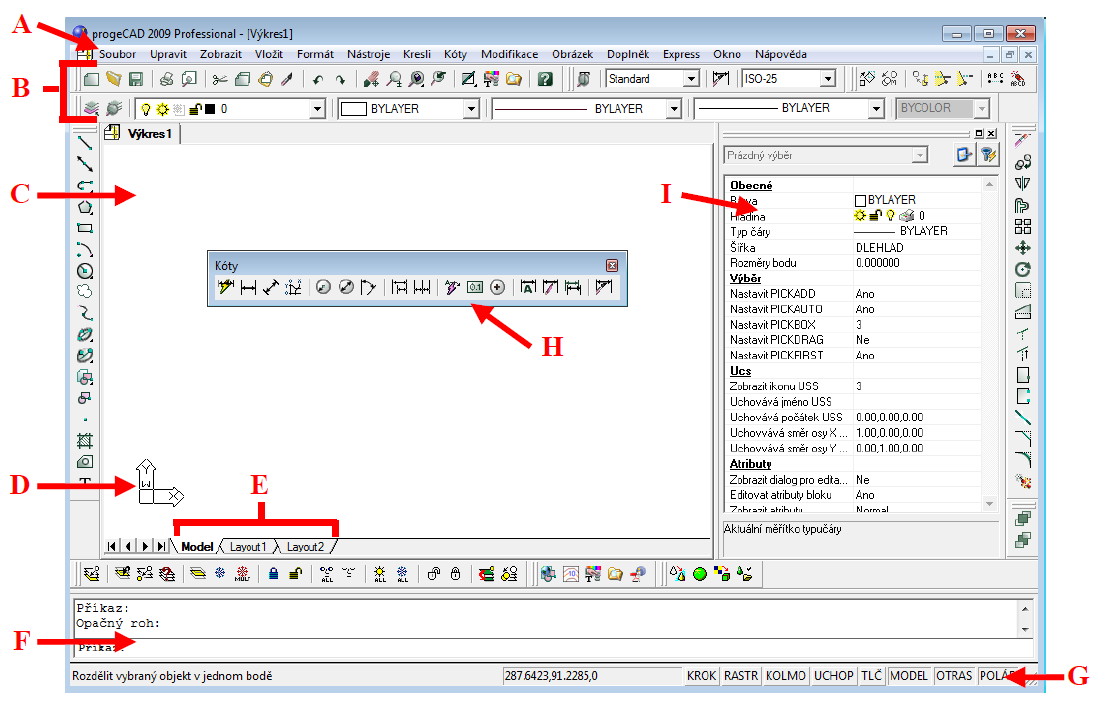 A
progeCAD 2009 Professional - [Výkres1]
Soubor Upravit Zobrazit Vložit Formát Nástroje Kresli Kóty Modifikace Obrázek Doplněk Express Okno Nápověda
B
Standard ISO-25
0 BYLAYER BYLAYER BYLAYER BYCOLOR
Výkres1
Prázdný výběr
C
I
Obecné
BYLAYER
Hladina 0
Typ čáry BYLAYER
Šířka DLEHLAD
Rozměry bodu 0.000000
Výběr
Nastavit PICKADD Ano
Nastavit PICKAUTO Ano
Nastavit PICKBOX 3
Nastavit PICKDRAG Ne
Nastavit PICKFIRST Ano
Ucs
Zobrazit ikonu USS 3
Uchovává jméno USS
Uchovává počátek USS 0.00,0.00,0.00
Uchovvává směr osy X ... 1.00,0.00,0.00
Uchovvává směr osy Y ... 0.00,1.00,0.00
Atributy
Zobrazit dialog pro edita... Ne
Editovat atributy bloku Ano
Zobrazit atributy Normal
Aktuální měřítko typučáry
Kóty
H
D
W
X
E
Model Layout1 Layout2
Příkaz:
Opačný roh:
F
Příkaz:
Rozdělit vybraný objekt v jednom bodě 287.6423,91.2285,0 KROK RASTR KOLMO UCHOP TLČ MODEL OTRAS
G